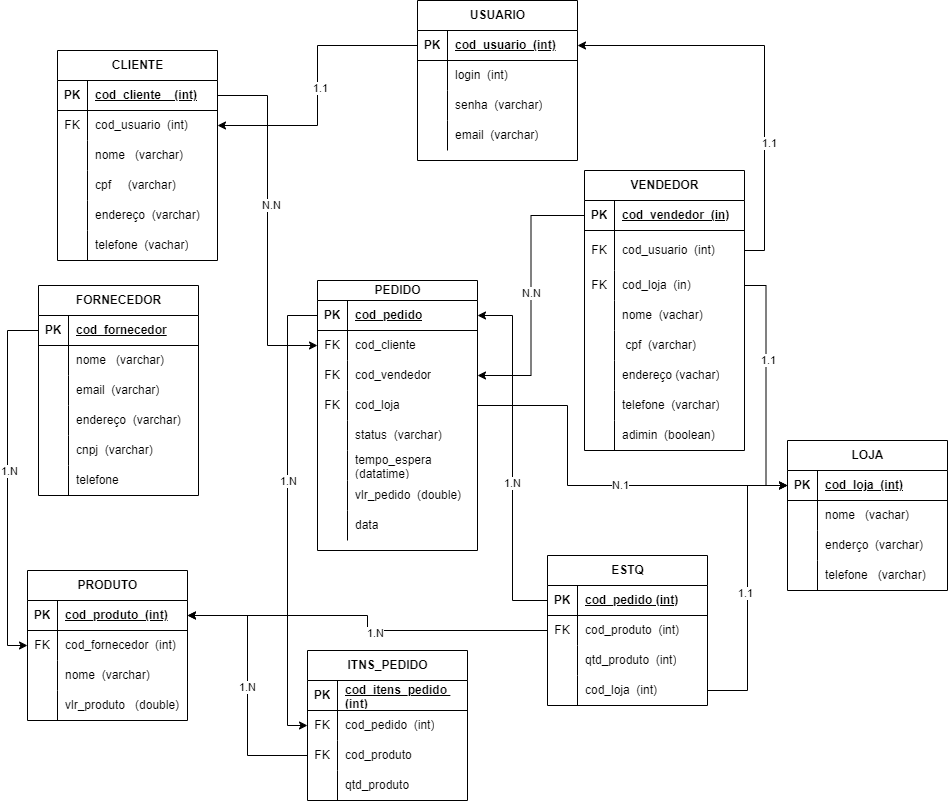 USUARIO
PK cod_usuario (int)
login (int)
senha (varchar)
email (varchar)
CLIENTE
PK cod_cliente (int)
FK cod_usuario (int)
nome (varchar)
cpf (varchar)
endereço (varchar)
telefone (vachar)
1.1
1.1
N.N
VENDEDOR
PK cod_vendedor (in)
FK cod_usuario (int)
FK cod_loja (in)
nome (vachar)
cpf (varchar)
endereço (vachar)
telefone (varchar)
adimin (boolean)
FORNECEDOR
PK cod_fornecedor
nome (varchar)
email (varchar)
endereço (varchar)
cnpj (varchar)
telefone
PEDIDO
PK cod_pedido
FK cod_cliente
FK cod_vendedor
FK cod_loja
status (varchar)
tempo_espera
(datatime)
vlr_pedido (double)
data
N.N
1.1
1.N
1.N
1.N
N.1
LOJA
PK cod_loja (int)
nome (vachar)
enderço (varchar)
telefone (varchar)
PRODUTO
PK cod_produto (int)
FK cod_fornecedor (int)
nome (varchar)
vlr_produto (double)
ESTQ
PK cod_pedido (int)
FK cod_produto (int)
qtd_produto (int)
cod_loja (int)
1.1
1.N
1.N
ITNS_PEDIDO
PK cod_itens_pedido
(int)
FK cod_pedido (int)
FK cod_produto
qtd_produto